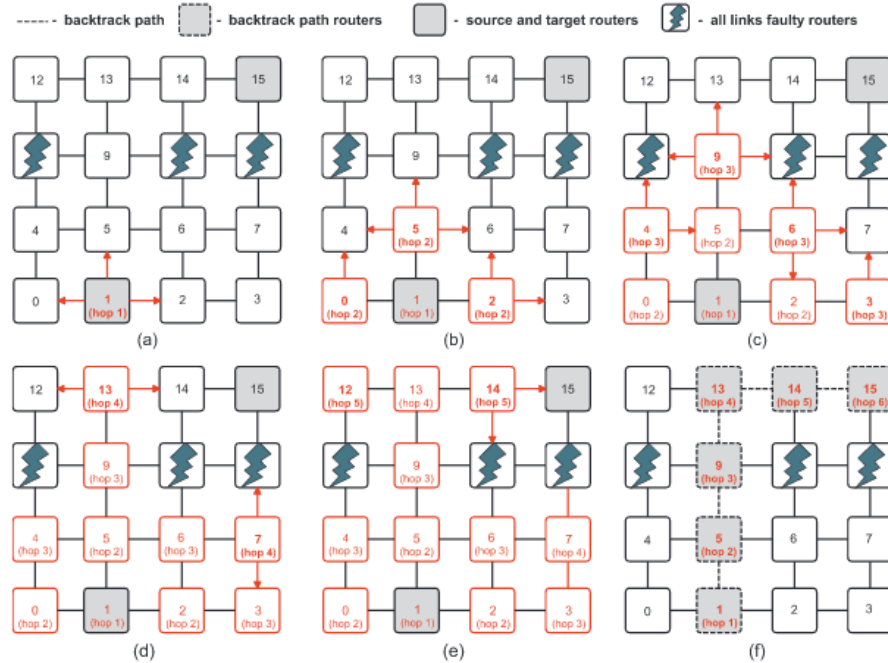 - backtrack path
- backtrack path routers
- source and target routers
- all links faulty routers
12 13 14 15
9
4 5 6 7
0 1 2 3
(hop 1)
(a)
12 13 14 15
9
4 5 6 7
(hop 2)
0 1 2 3
(hop 2) (hop 1) (hop 2)
(b)
12 13 14 15
9
(hop 3)
4 5 6 7
(hop 3) (hop 2) (hop 3)
0 1 2 3
(hop 2) (hop 1) (hop 2) (hop 3)
(c)
12 13 14 15
(hop 4)
9
(hop 3)
4 5 6 7
(hop 3) (hop 2) (hop 3) (hop 4)
0 1 2 3
(hop 2) (hop 1) (hop 2) (hop 3)
(d)
12 13 14 15
(hop 5) (hop 4) (hop 5)
9
(hop 3)
4 5 6 7
(hop 3) (hop 2) (hop 3) (hop 4)
0 1 2 3
(hop 2) (hop 1) (hop 2) (hop 3)
(e)
12 13 14 15
(hop 4) (hop 5) (hop 6)
9
(hop 3)
4 5 6 7
(hop 2)
0 1 2 3
(hop 1)
(f)